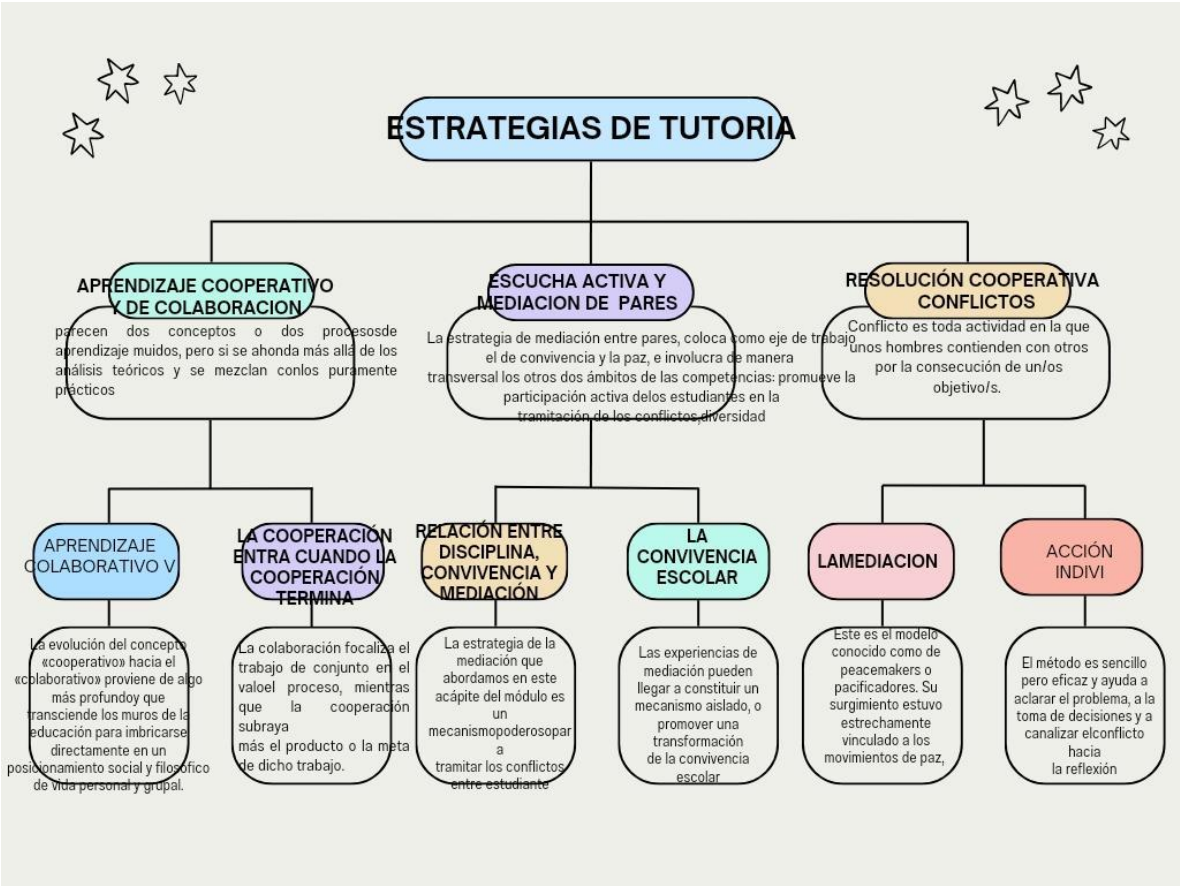 ESTRATEGIAS DE TUTORIA
APRENDIZAJE COOPERATIVO
Y DE COLABORACION
parecen dos conceptos o dos procesosde
aprendizaje muidos, pero si se ahonda más allá de los
análisis teóricos y se mezclan conlos puramente
prácticos
ESCUCHA ACTIVA Y
MEDIACION DE PARES
La estrategia de mediación entre pares, coloca como eje de trabajo
el de convivencia y la paz, e involucra de manera
transversal los otros dos ámbitos de las competencias: promueve la
participación activa delos estudiantes en la
tramitación de los conflictos,diversidad
RESOLUCIÓN COOPERATIVA
CONFLICTOS
Conflicto es toda actividad en la que
unos hombres contienden con otros
por la consecución de un/os
objetivo/s.
APRENDIZAJE
COLABORATIVO V
La evolución del concepto
«cooperativo» hacia el
«colaborativo» proviene de algo
más profundoy que
transciende los muros de la
educación para imbricarse
directamente en un
posicionamiento social y filosófico
de vida personal y grupal.
LA COOPERACIÓN
ENTRA CUANDO LA
COOPERACIÓN
TERMINA
La colaboración focaliza el
trabajo de conjunto en el
valoel proceso, mientras
que la cooperación
subraya
más el producto o la meta
de dicho trabajo.
RELACIÓN ENTRE
DISCIPLINA,
CONVIVENCIA Y
MEDIACIÓN
La estrategia de la
mediación que
abordamos en este
acápite del módulo es
un
mecanismopoderosopar
a
tramitar los conflictos
entre estudiante
LA
CONVIVENCIA
ESCOLAR
Las experiencias de
mediación pueden
llegar a constituir un
mecanismo aislado, o
promover una
transformación
de la convivencia
escolar
LAMEDIACION
Este es el modelo
conocido como de
peacemakers o
pacificadores. Su
surgimiento estuvo
estrechamente
vinculado a los
movimientos de paz,
ACCIÓN
INDIVI
El método es sencillo
pero eficaz y ayuda a
aclarar el problema, a la
toma de decisiones y a
canalizar elconflicto
hacia
la reflexión